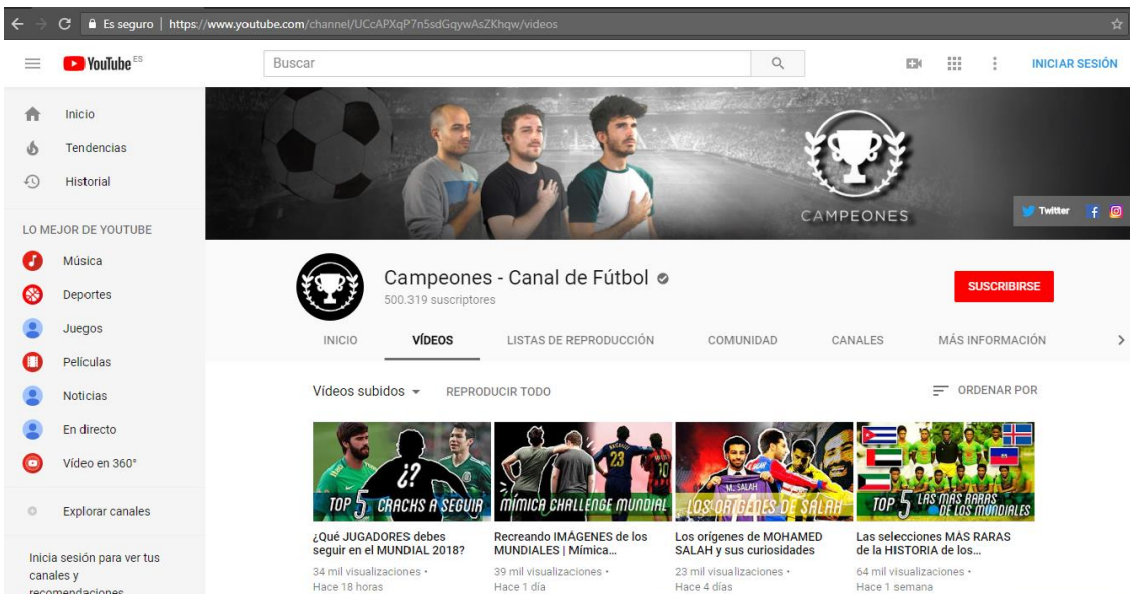 Es seguro | https://www.youtube.com/channel/UCcAPXqP7n5sdGqywAsZKhqw/videos
YouTube ES
Buscar
INICIAR SESIÓN
Inicio
Tendencias
Historial
LO MEJOR DE YOUTUBE
Música
Deportes
Juegos
Películas
Noticias
En directo
Vídeo en 360°
Explorar canales
Inicia sesión para ver tus
canales y
recomendaciones
CAMPEONES
Twitter
Campeones - Canal de Fútbol
500.319 suscriptores
SUSCRIBIRSE
INICIO VÍDEOS LISTAS DE REPRODUCCIÓN COMUNIDAD CANALES MÁS INFORMACIÓN
Vídeos subidos REPRODUCIR TODO ORDENAR POR
¿?
TOP 5 CRACKS A SEGUIR
¿Qué JUGADORES debes
seguir en el MUNDIAL 2018?
34 mil visualizaciones •
Hace 18 horas
23
10
MÍMICA CHALLENGE MUNDIAL
Recreando IMÁGENES de los
MUNDIALES | Mímica...
39 mil visualizaciones •
Hace 1 día
M. SALAH
LOS ORÍGENES DE SALAH
Los orígenes de MOHAMED
SALAH y sus curiosidades
23 mil visualizaciones •
Hace 4 días
TOP 5 LAS MÁS RARAS
DE LOS MUNDIALES
Las selecciones MÁS RARAS
de la HISTORIA de los...
64 mil visualizaciones •
Hace 1 semana